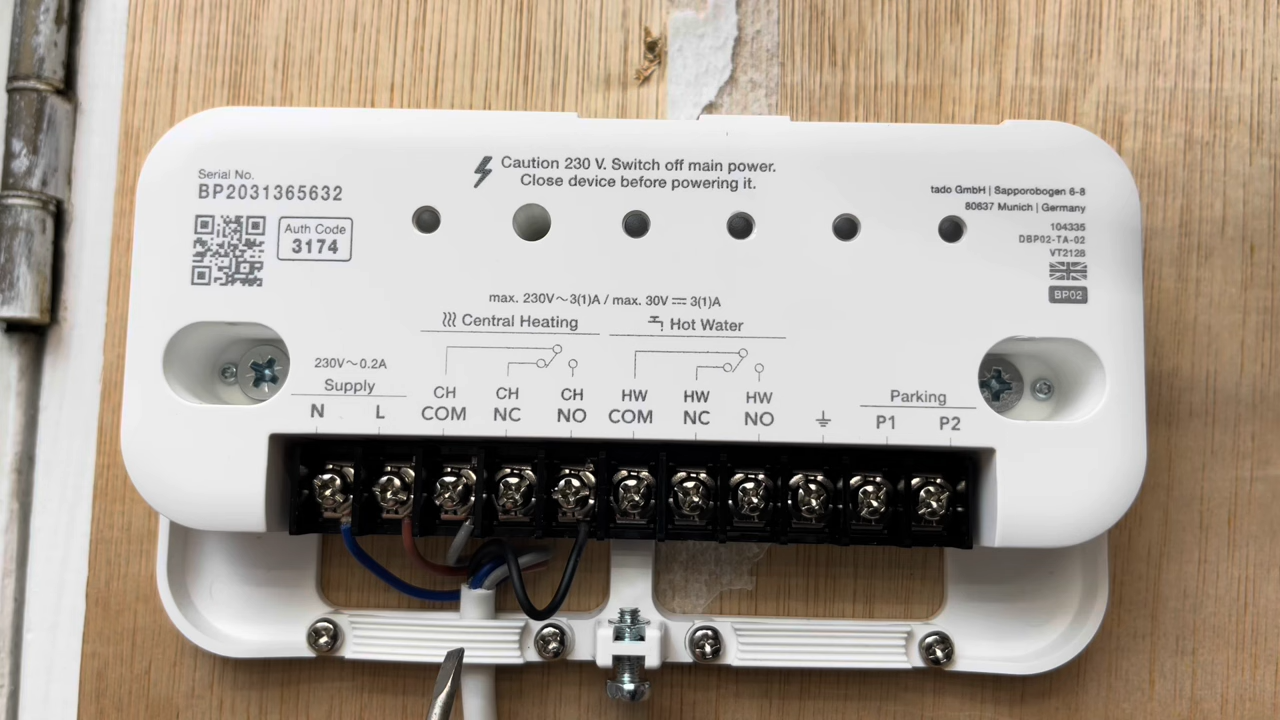 Serial No.
BP2031365632
Auth Code
3174
Caution 230 V. Switch off main power.
Close device before powering it.
tado GmbH | Sapporobogen 6-8
80637 Munich | Germany
104335
DBP02-TA-02
VT2128
BP02
max. 230V～3(1)A / max. 30V ⎓ 3(1)A
Central Heating
Hot Water
230V～0.2A
Supply
N L
CH COM
CH NC
CH NO
HW COM
HW NC
HW NO
Parking
P1 P2